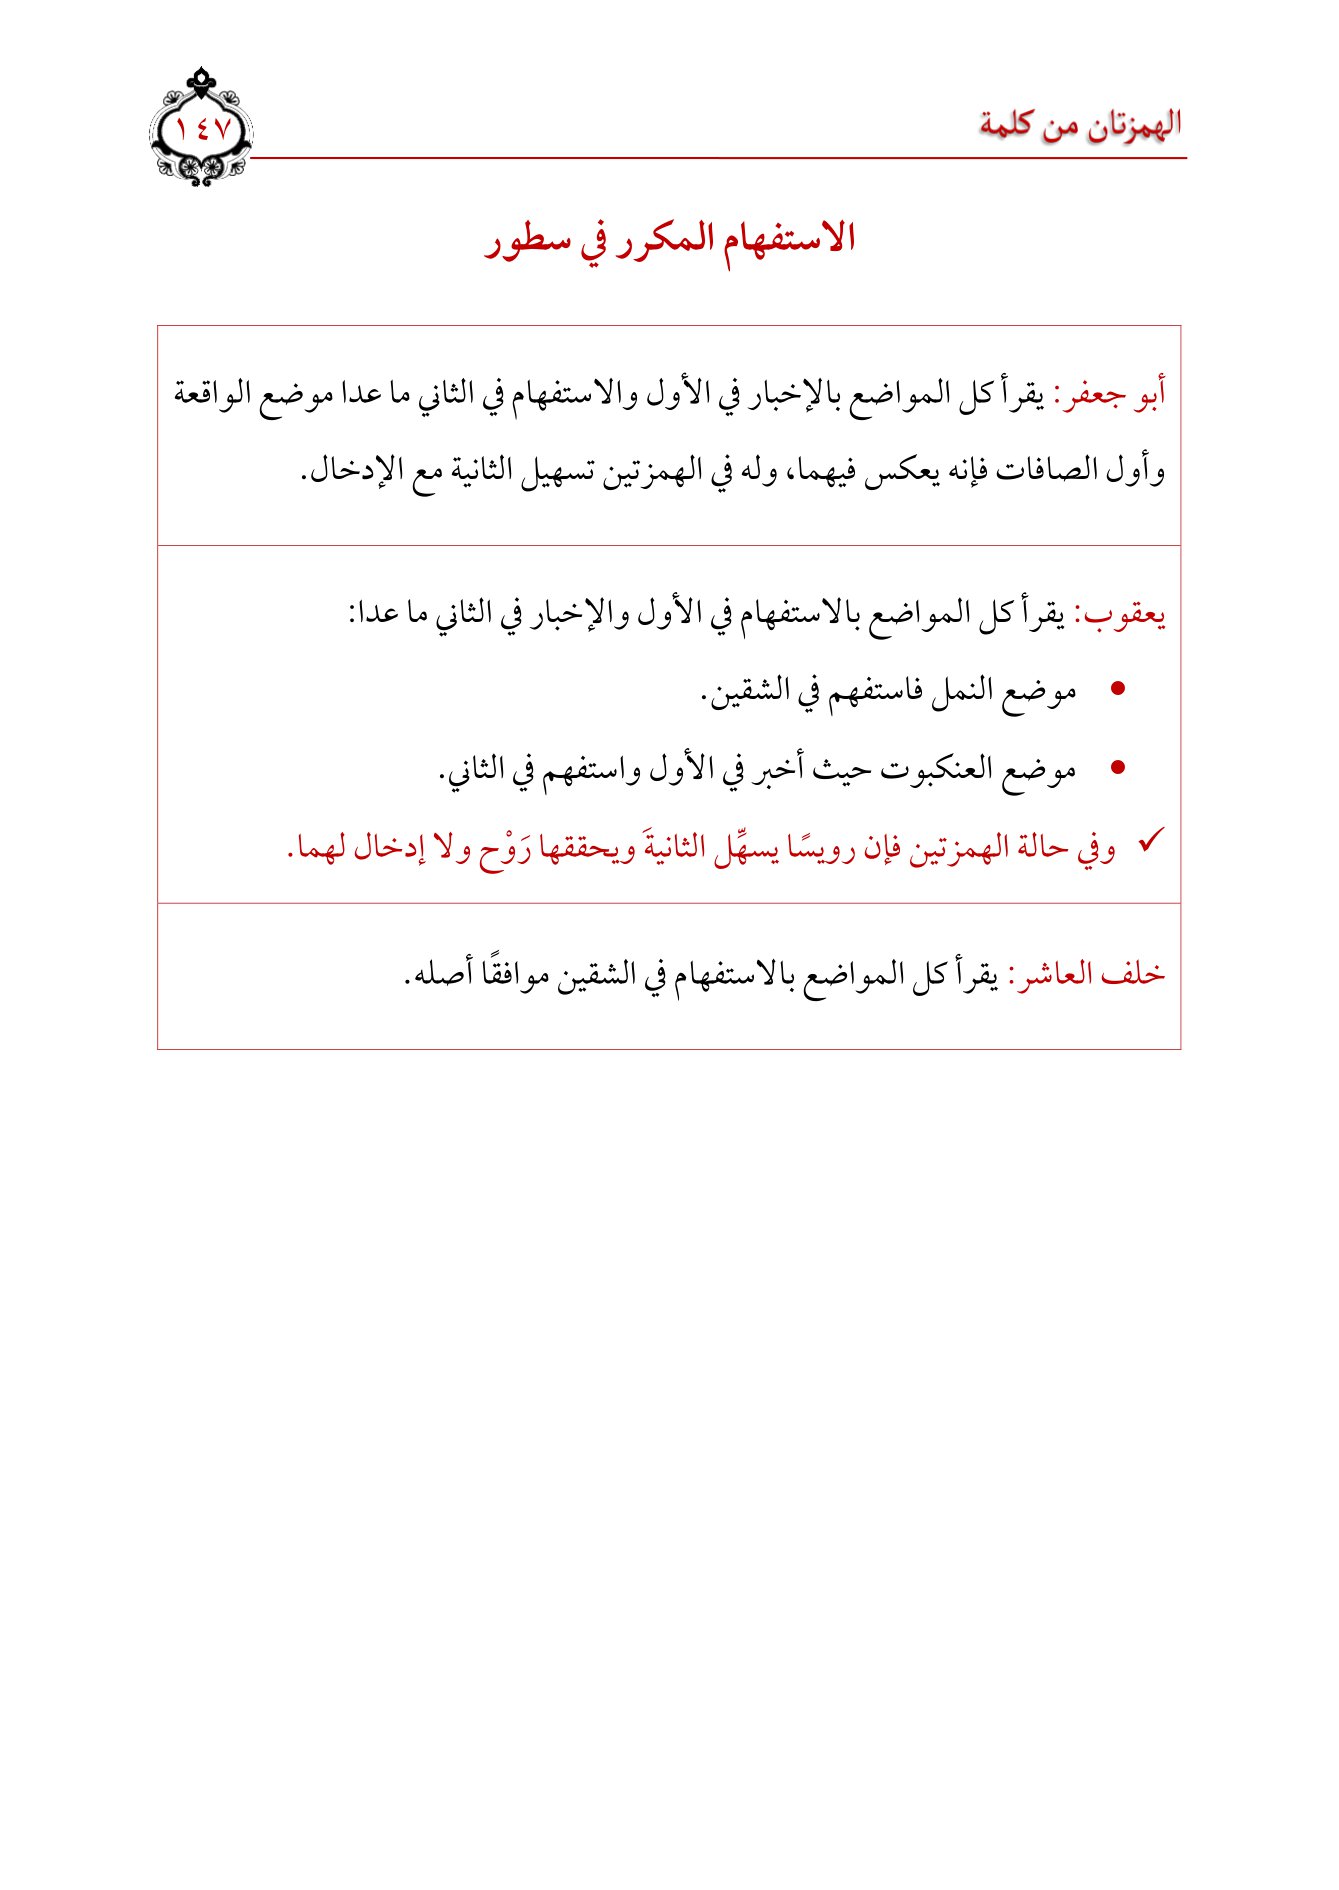 الهمزتان من كلمة
١٤٧
الاستفهام المكرر في سطور
أبو جعفر: يقرأ كل المواضع بالإخبار في الأول والاستفهام في الثاني ما عدا موضع الواقعة
وأول الصافات فإنه يعكس فيهما، وله في الهمزتين تسهيل الثانية مع الإدخال.
يعقوب: يقرأ كل المواضع بالاستفهام في الأول والإخبار في الثاني ما عدا:
• موضع النمل فاستفهم في الشقين.
• موضع العنكبوت حيث أخبر في الأول واستفهم في الثاني.
✓ وفي حالة الهمزتين فإن رويسًا يسهِّل الثانيةَ ويحققها رَوْح ولا إدخال لهما.
خلف العاشر: يقرأ كل المواضع بالاستفهام في الشقين موافقًا أصله.